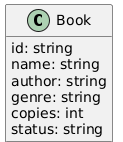 C Book
id: string
name: string
author: string
genre: string
copies: int
status: string